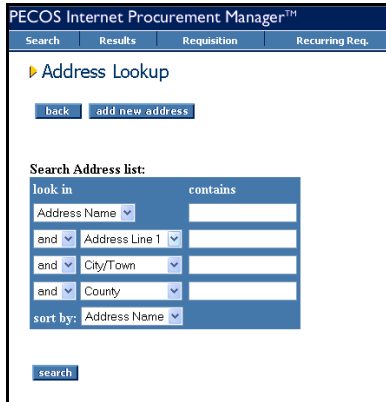 PECOS Internet Procurement Manager™
Search Results Requisition Recurring Req.
Address Lookup
back add new address
Search Address list:
look in contains
Address Name
and Address Line 1
and City/Town
and County
sort by: Address Name
search